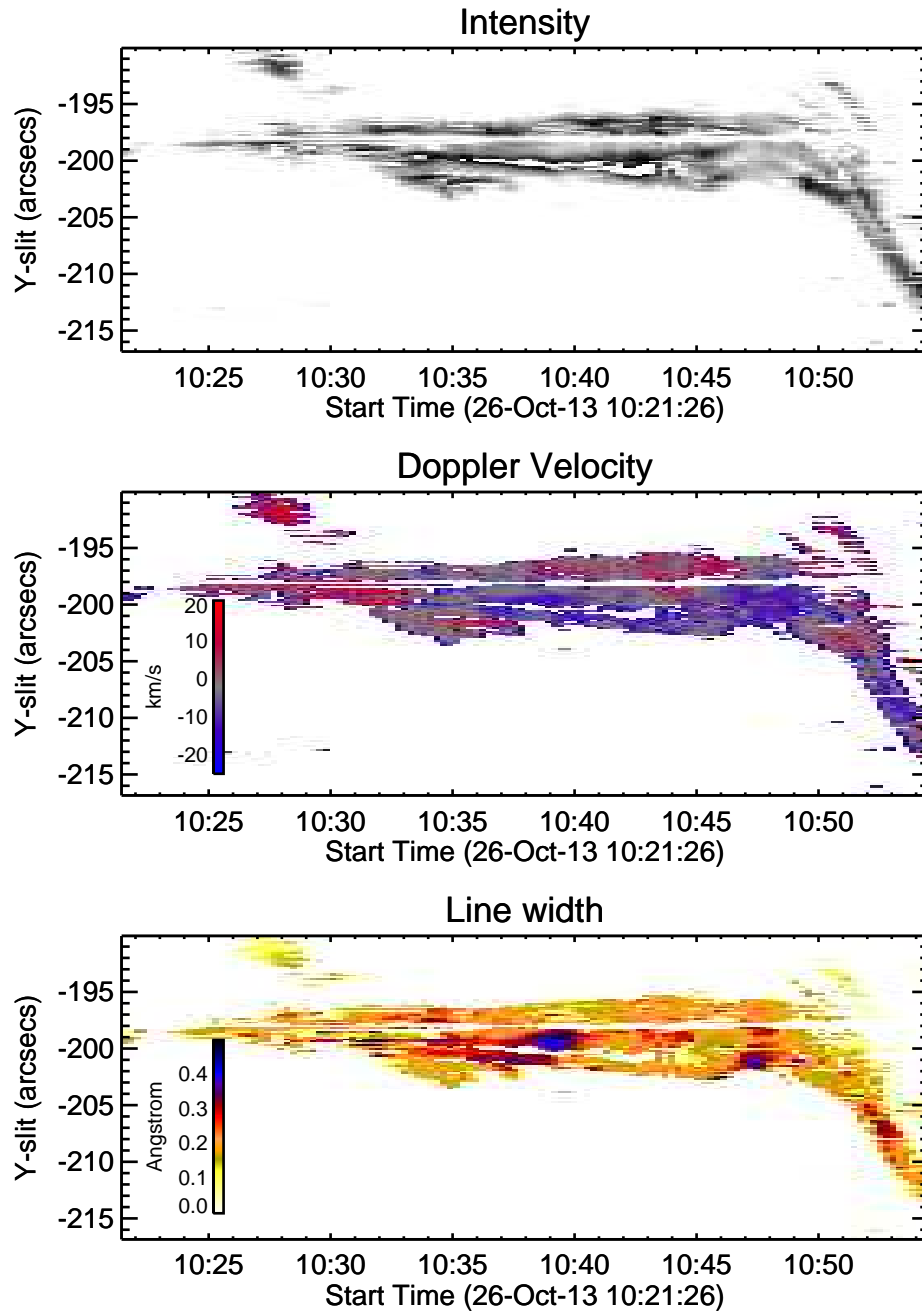 Intensity
Y-slit (arcsecs)
-195
-200
-205
-210
-215
10:25 10:30 10:35 10:40 10:45 10:50
Start Time (26-Oct-13 10:21:26)
Doppler Velocity
Y-slit (arcsecs)
-195
-200
-205
-210
-215
km/s
20
10
0
-10
-20
10:25 10:30 10:35 10:40 10:45 10:50
Start Time (26-Oct-13 10:21:26)
Line width
Y-slit (arcsecs)
-195
-200
-205
-210
-215
Angstrom
0.4
0.3
0.2
0.1
0.0
10:25 10:30 10:35 10:40 10:45 10:50
Start Time (26-Oct-13 10:21:26)